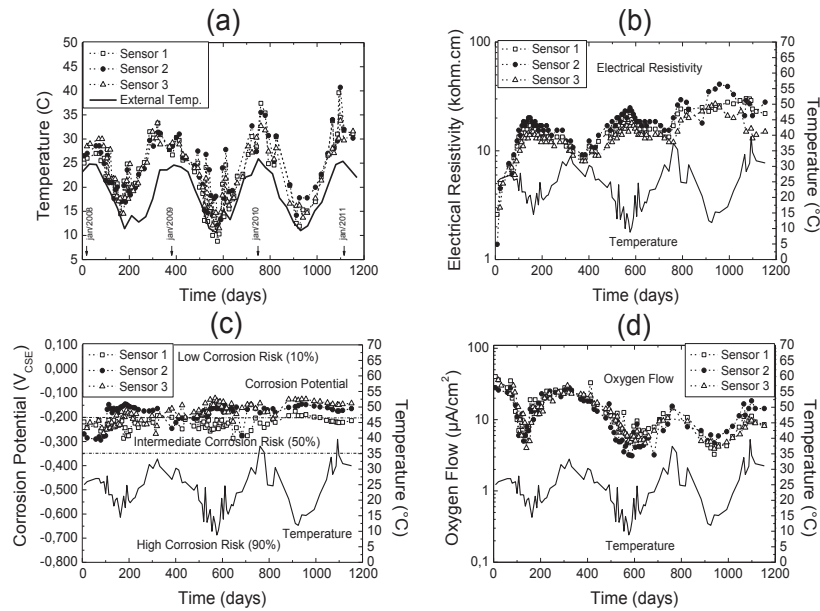 (a)
50
45
40
35
30
25
20
15
10
5
Temperature (C)
Sensor 1
Sensor 2
Sensor 3
External Temp.
jan/2008
jan/2009
jan/2010
jan/2011
0 200 400 600 800 1000 1200
Time (days)
(b)
100
10
1
Electrical Resistivity (kohm.cm)
Sensor 1
Sensor 2
Sensor 3
Electrical Resistivity
Temperature
70
65
60
55
50
45
40
35
30
25
20
15
10
5
0
Temperature (°C)
0 200 400 600 800 1000 1200
Time (days)
(c)
0,100
0,000
-0,100
-0,200
-0,300
-0,400
-0,500
-0,600
-0,700
-0,800
Corrosion Potential (VCSE)
Sensor 1
Sensor 2
Sensor 3
Low Corrosion Risk (10%)
Corrosion Potential
Intermediate Corrosion Risk (50%)
High Corrosion Risk (90%)
Temperature
70
65
60
55
50
45
40
35
30
25
20
15
10
5
0
Temperature (°C)
0 200 400 600 800 1000 1200
Time (days)
(d)
100
10
1
0,1
Oxygen Flow (µA/cm²)
Oxygen Flow
Sensor 1
Sensor 2
Sensor 3
Temperature
70
65
60
55
50
45
40
35
30
25
20
15
10
5
0
Temperature (°C)
0 200 400 600 800 1000 1200
Time (days)